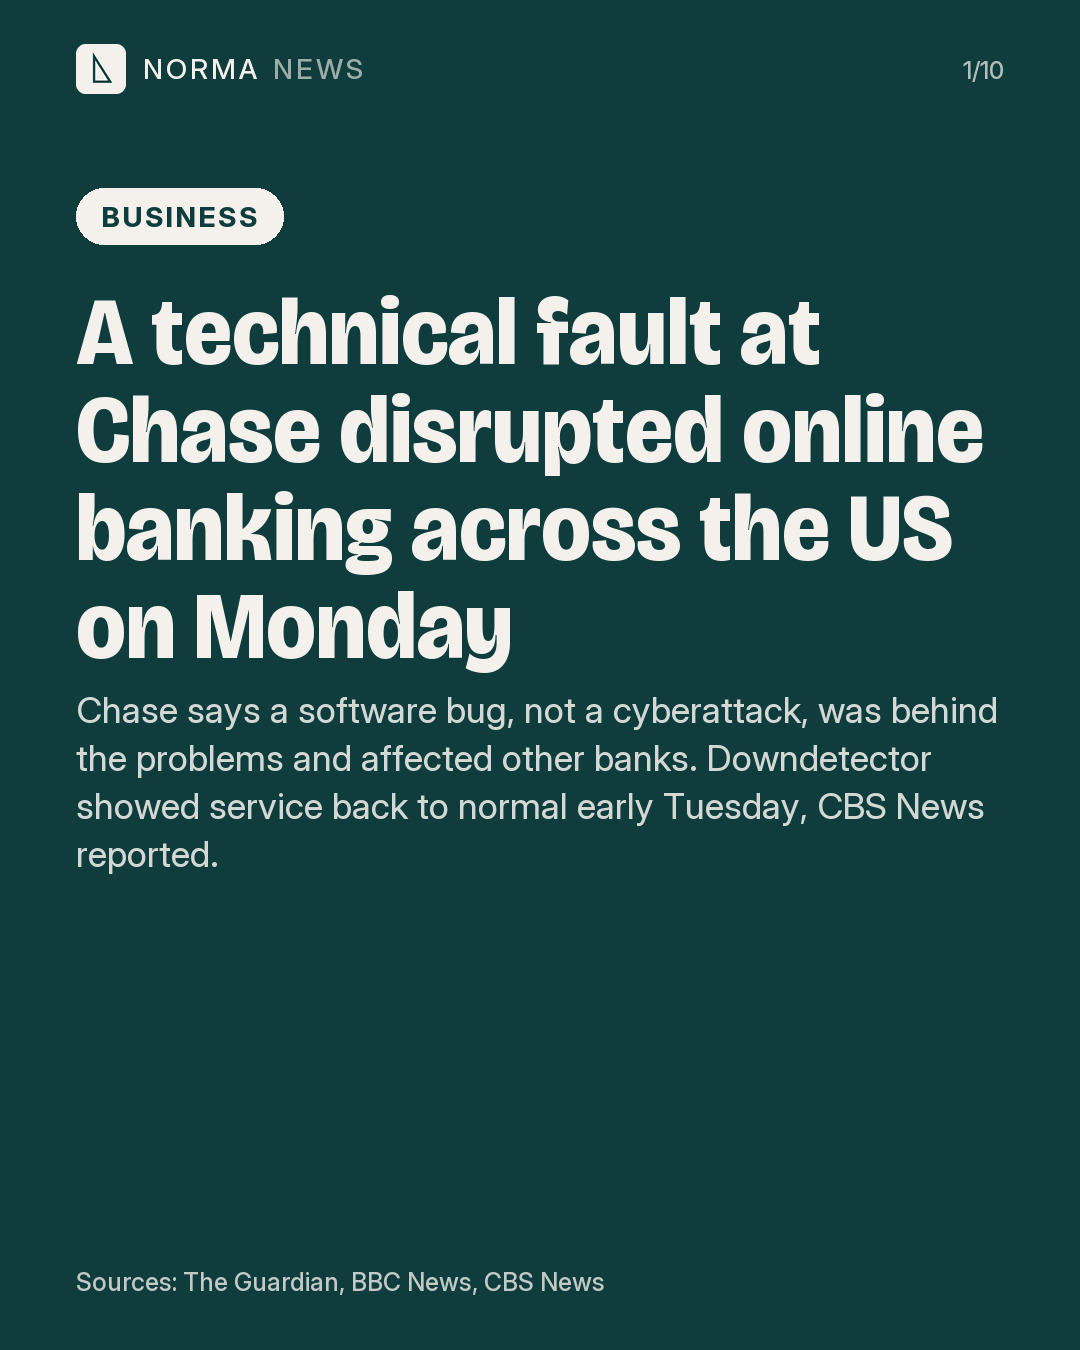 NORMA NEWS
1/10
BUSINESS
A technical fault at
Chase disrupted online
banking across the US
on Monday
Chase says a software bug, not a cyberattack, was behind
the problems and affected other banks. Downdetector
showed service back to normal early Tuesday, CBS News
reported.
Sources: The Guardian, BBC News, CBS News